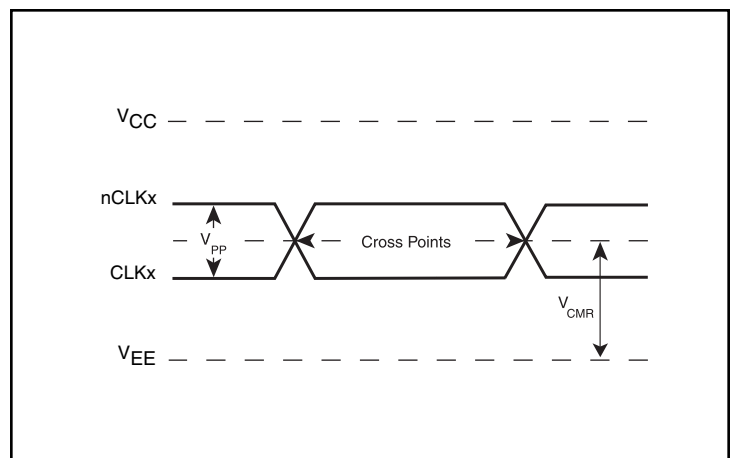 VCC
nCLKx
VPP
Cross Points
CLKx
VCMR
VEE